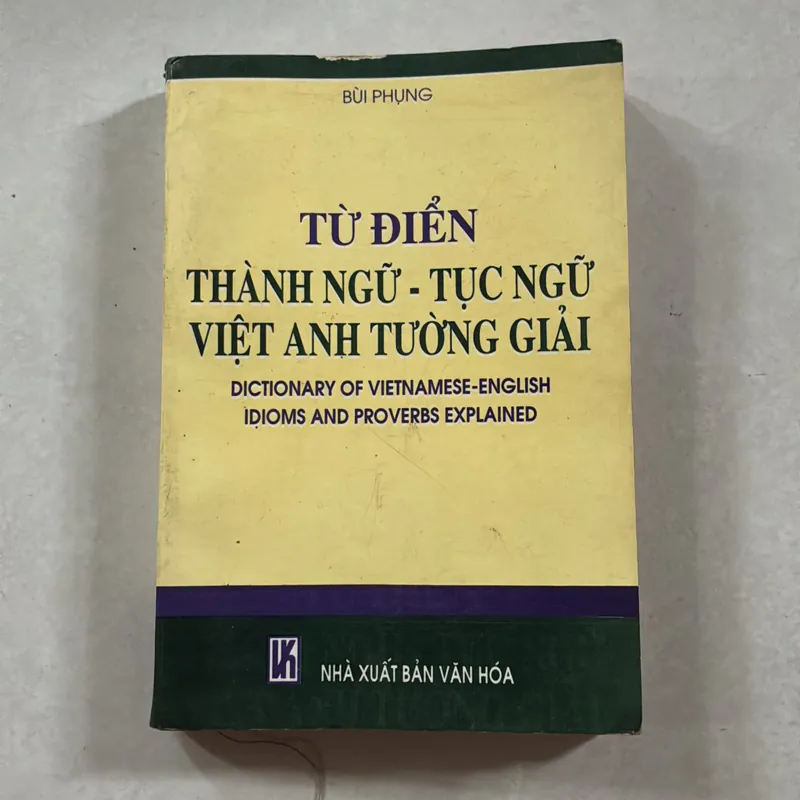 BÙI PHỤNG
TỪ ĐIỂN
THÀNH NGỮ - TỤC NGỮ
VIỆT ANH TƯỜNG GIẢI
DICTIONARY OF VIETNAMESE-ENGLISH
IDIOMS AND PROVERBS EXPLAINED
VK
NHÀ XUẤT BẢN VĂN HÓA